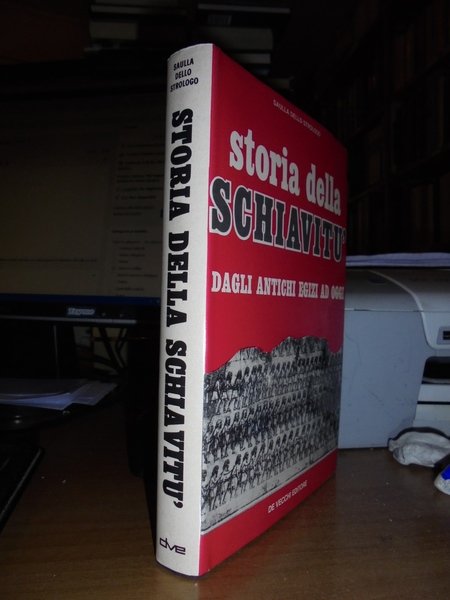 SAULLA
DELLO
STROLOGO
STORIA DELLA SCHIAVITU'
dve
SAULLA DELLO STROLOGO
storia della
SCHIAVITU'
DAGLI ANTICHI EGIZI AD OGGI
DE VECCHI EDITORE